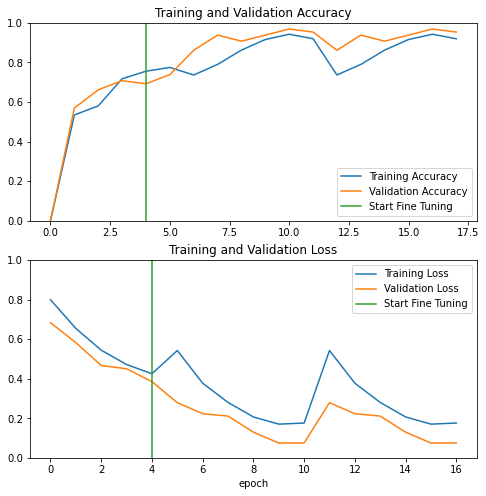 Training and Validation Accuracy
1.0
0.8
0.6
0.4
0.2
0.0
0.0 2.5 5.0 7.5 10.0 12.5 15.0 17.5
Training Accuracy
Validation Accuracy
Start Fine Tuning
Training and Validation Loss
1.0
0.8
0.6
0.4
0.2
0.0
0 2 4 6 8 10 12 14 16
Training Loss
Validation Loss
Start Fine Tuning
epoch